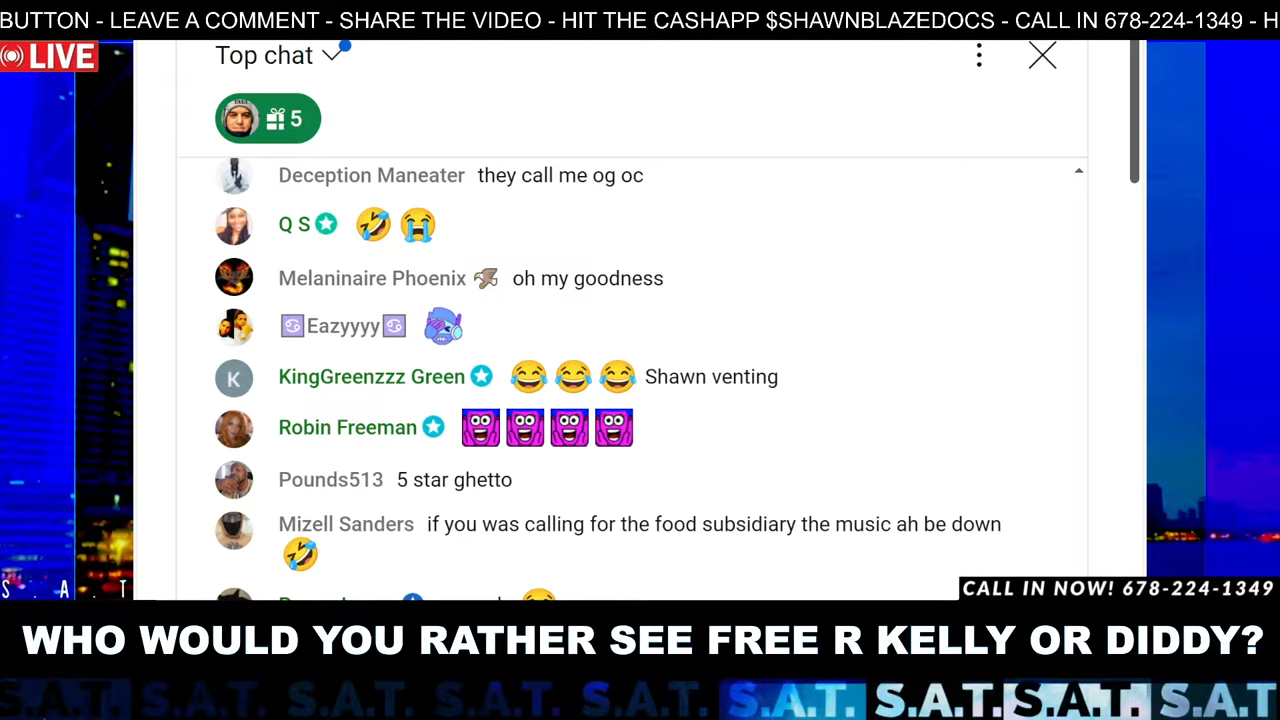 BUTTON - LEAVE A COMMENT - SHARE THE VIDEO - HIT THE CASHAPP $SHAWNBLAZEDOCS - CALL IN 678-224-1349 - H
LIVE
Top chat
5
Deception Maneater they call me og oc
Q S 🤣 😭
Melaninaire Phoenix oh my goodness
♋Eazyyyy♋
K KingGreenzzz Green 😂 😂 😂 Shawn venting
Robin Freeman
Pounds513 5 star ghetto
Mizell Sanders if you was calling for the food subsidiary the music ah be down
🤣
S. A. T
CALL IN NOW! 678-224-1349
WHO WOULD YOU RATHER SEE FREE R KELLY OR DIDDY?
S.A.T. S.A.T. S.A.T. S.A.T. S.A.T. S.A.T. S.A.T. S.A.T. S.A.T